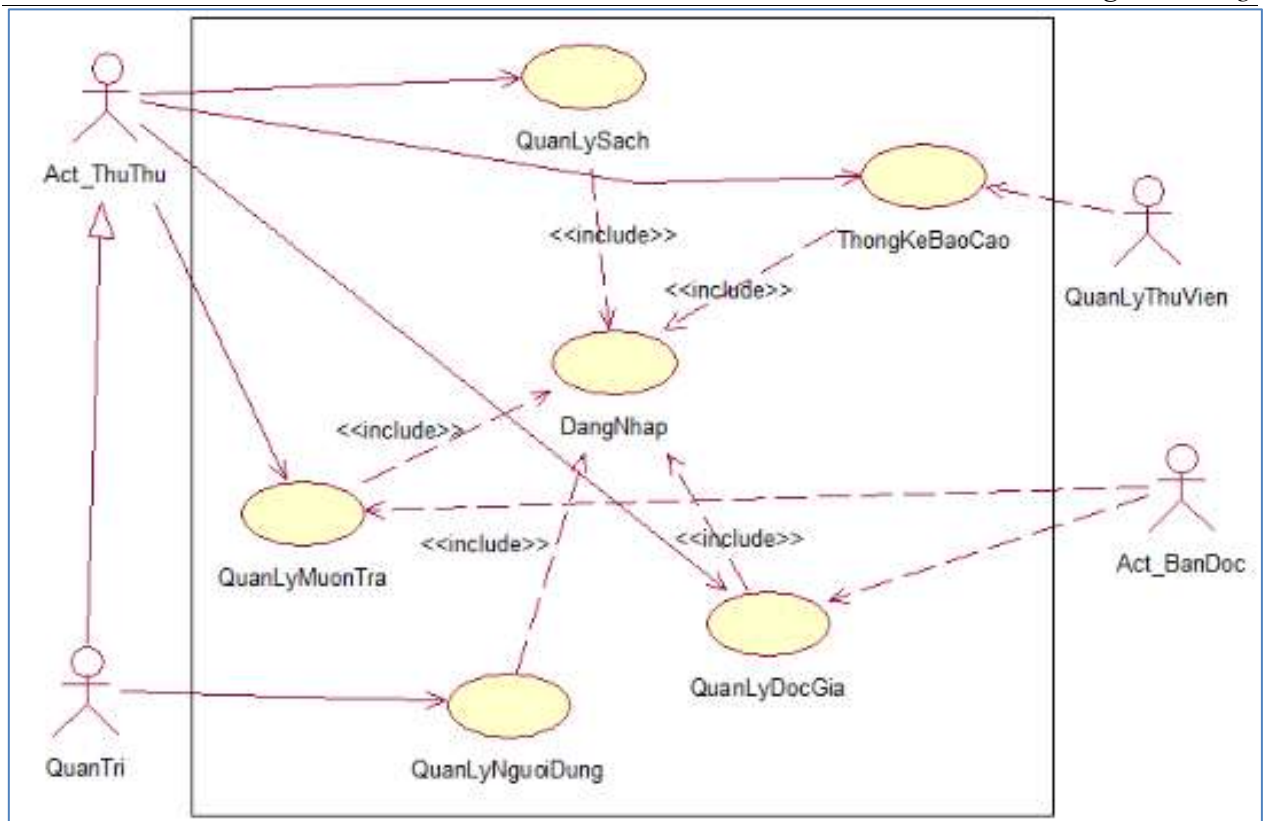 QuanLySach
Act_ThuThu
<<include>>
ThongKeBaoCao
<<include>>
QuanLyThuVien
DangNhap
<<include>>
<<include>>
<<include>>
Act_BanDoc
QuanLyMuonTra
QuanLyDocGia
QuanTri
QuanLyNguoiDung